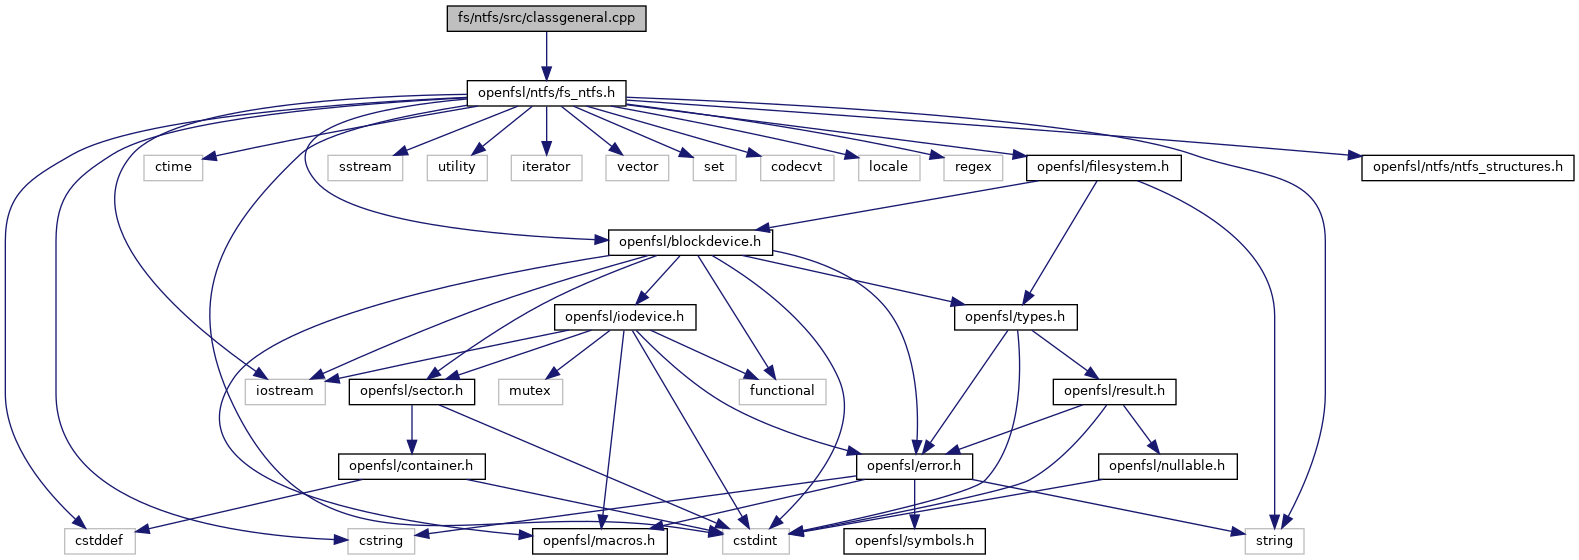 fs/ntfs/src/classgeneral.cpp
openfsl/ntfs/fs_ntfs.h
ctime
sstream
utility
iterator
vector
set
codecvt
locale
regex
openfsl/filesystem.h
openfsl/ntfs/ntfs_structures.h
openfsl/blockdevice.h
openfsl/iodevice.h
openfsl/types.h
iostream
openfsl/sector.h
mutex
functional
openfsl/result.h
openfsl/container.h
openfsl/error.h
openfsl/nullable.h
cstddef
cstring
openfsl/macros.h
cstdint
openfsl/symbols.h
string